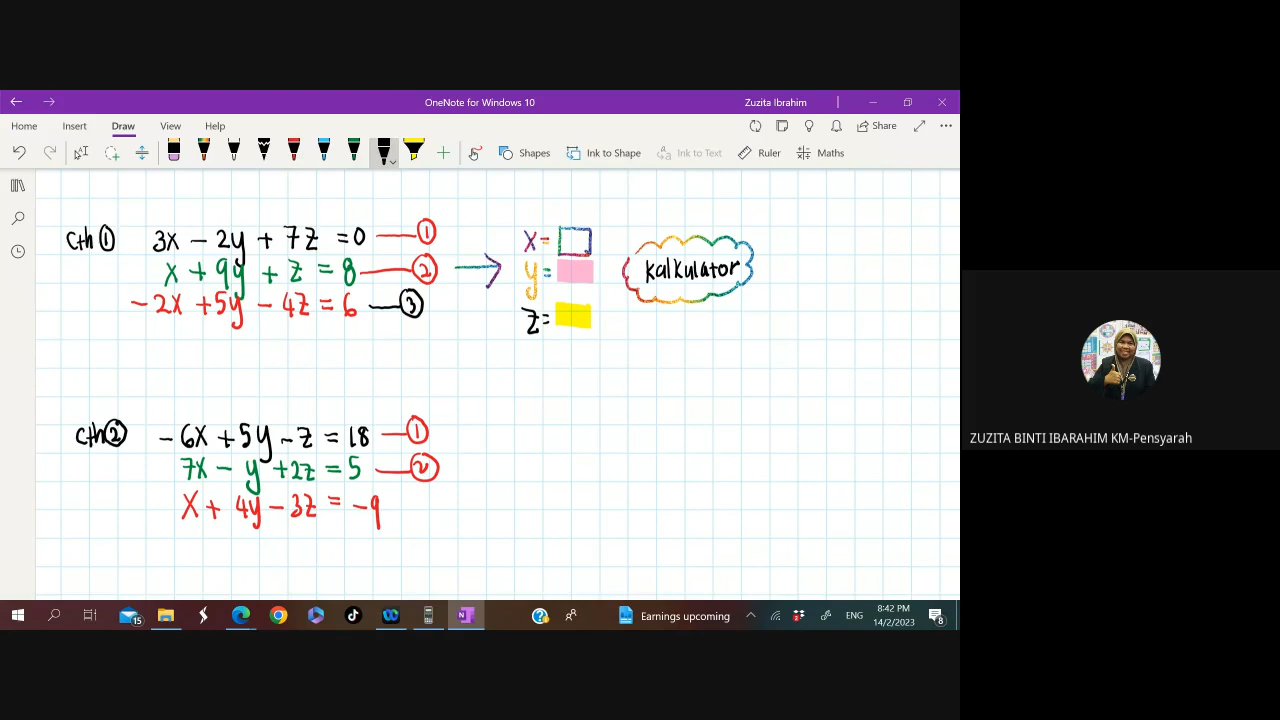 OneNote for Windows 10
Zuzita Ibrahim
Home Insert Draw View Help
Share
Shapes
Ink to Shape
Ink to Text
Ruler
Maths
Cth ① 3x - 2y + 7z = 0 — ①
x + 9y + z = 8 — ②
-2x + 5y - 4z = 6 — ③
x =
y =
z =
kalkulator
Cth ② -6x + 5y - z = 18 — ①
7x - y + 2z = 5 — ②
x + 4y - 3z = -9
ZUZITA BINTI IBARAHIM KM-Pensyarah
15
Earnings upcoming
ENG
8:42 PM
14/2/2023
8